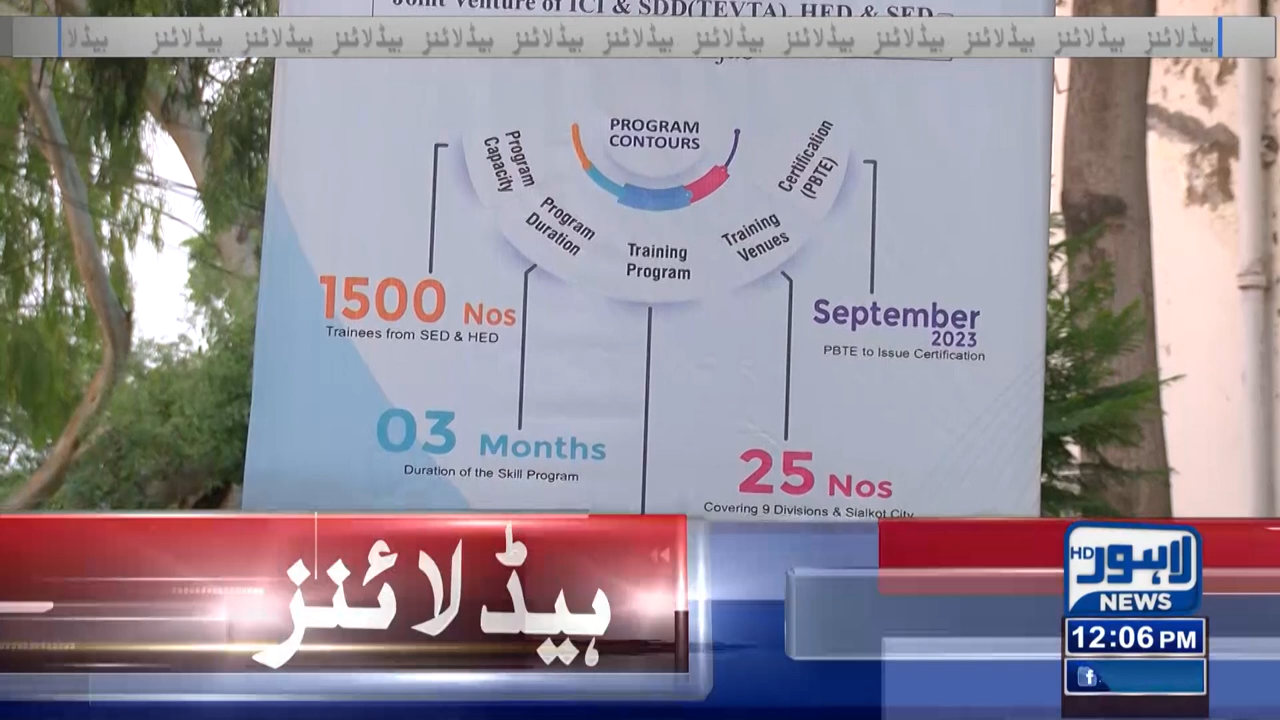 Joint Venture of ICI & SDD(TEVTA), HED & SED
ہیڈلائنز ہیڈلائنز ہیڈلائنز ہیڈلائنز ہیڈلائنز ہیڈلائنز ہیڈلائنز ہیڈلائنز ہیڈلائنز ہیڈلائنز ہیڈلائنز ہیڈلائنز ہیڈلا
PROGRAM
CONTOURS
Program
Capacity
Program
Duration
Training
Program
Training
Venues
Certification
(PBTE)
1500 Nos
Trainees from SED & HED
September
2023
PBTE to Issue Certification
03 Months
Duration of the Skill Program
25 Nos
Covering 9 Divisions & Sialkot City
ہیڈلائنز
لاہور
HD
NEWS
12:06 PM
f